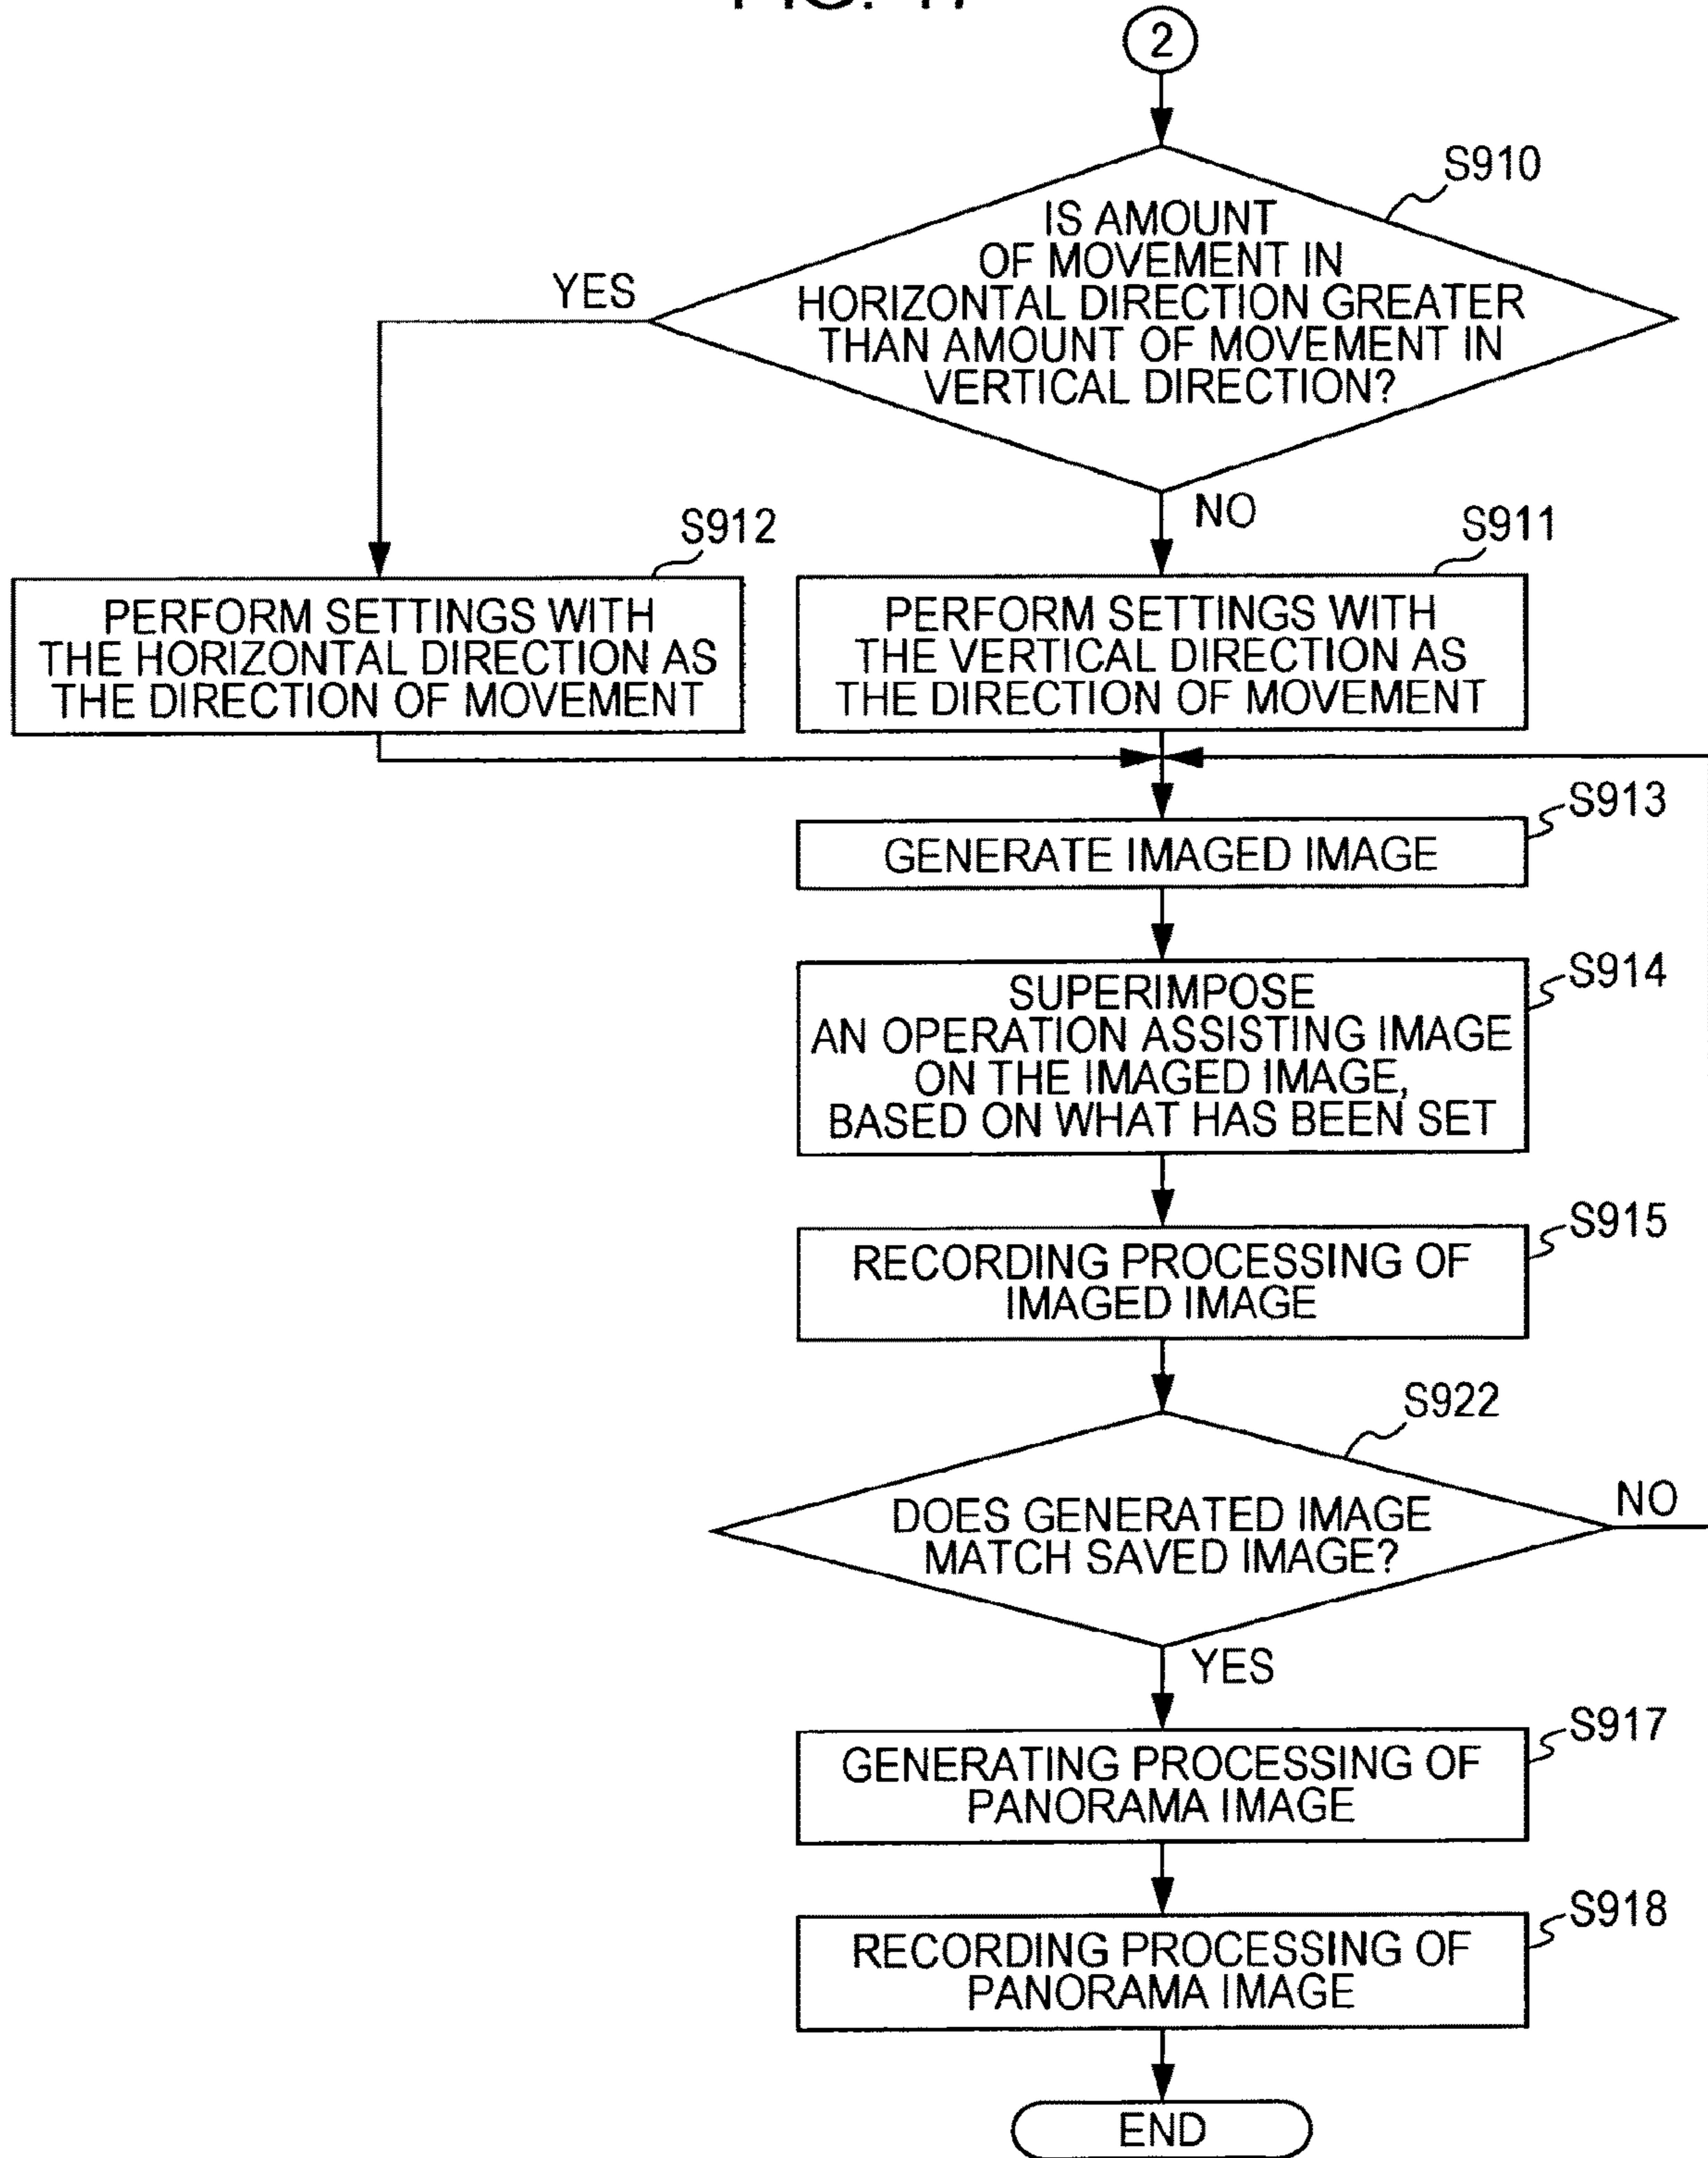 2
S910
IS AMOUNT
OF MOVEMENT IN
HORIZONTAL DIRECTION GREATER
THAN AMOUNT OF MOVEMENT IN
VERTICAL DIRECTION?
YES
NO
S912
PERFORM SETTINGS WITH
THE HORIZONTAL DIRECTION AS
THE DIRECTION OF MOVEMENT
S911
PERFORM SETTINGS WITH
THE VERTICAL DIRECTION AS
THE DIRECTION OF MOVEMENT
S913
GENERATE IMAGED IMAGE
S914
SUPERIMPOSE
AN OPERATION ASSISTING IMAGE
ON THE IMAGED IMAGE,
BASED ON WHAT HAS BEEN SET
S915
RECORDING PROCESSING OF
IMAGED IMAGE
S922
DOES GENERATED IMAGE
MATCH SAVED IMAGE?
NO
YES
S917
GENERATING PROCESSING OF
PANORAMA IMAGE
S918
RECORDING PROCESSING OF
PANORAMA IMAGE
END